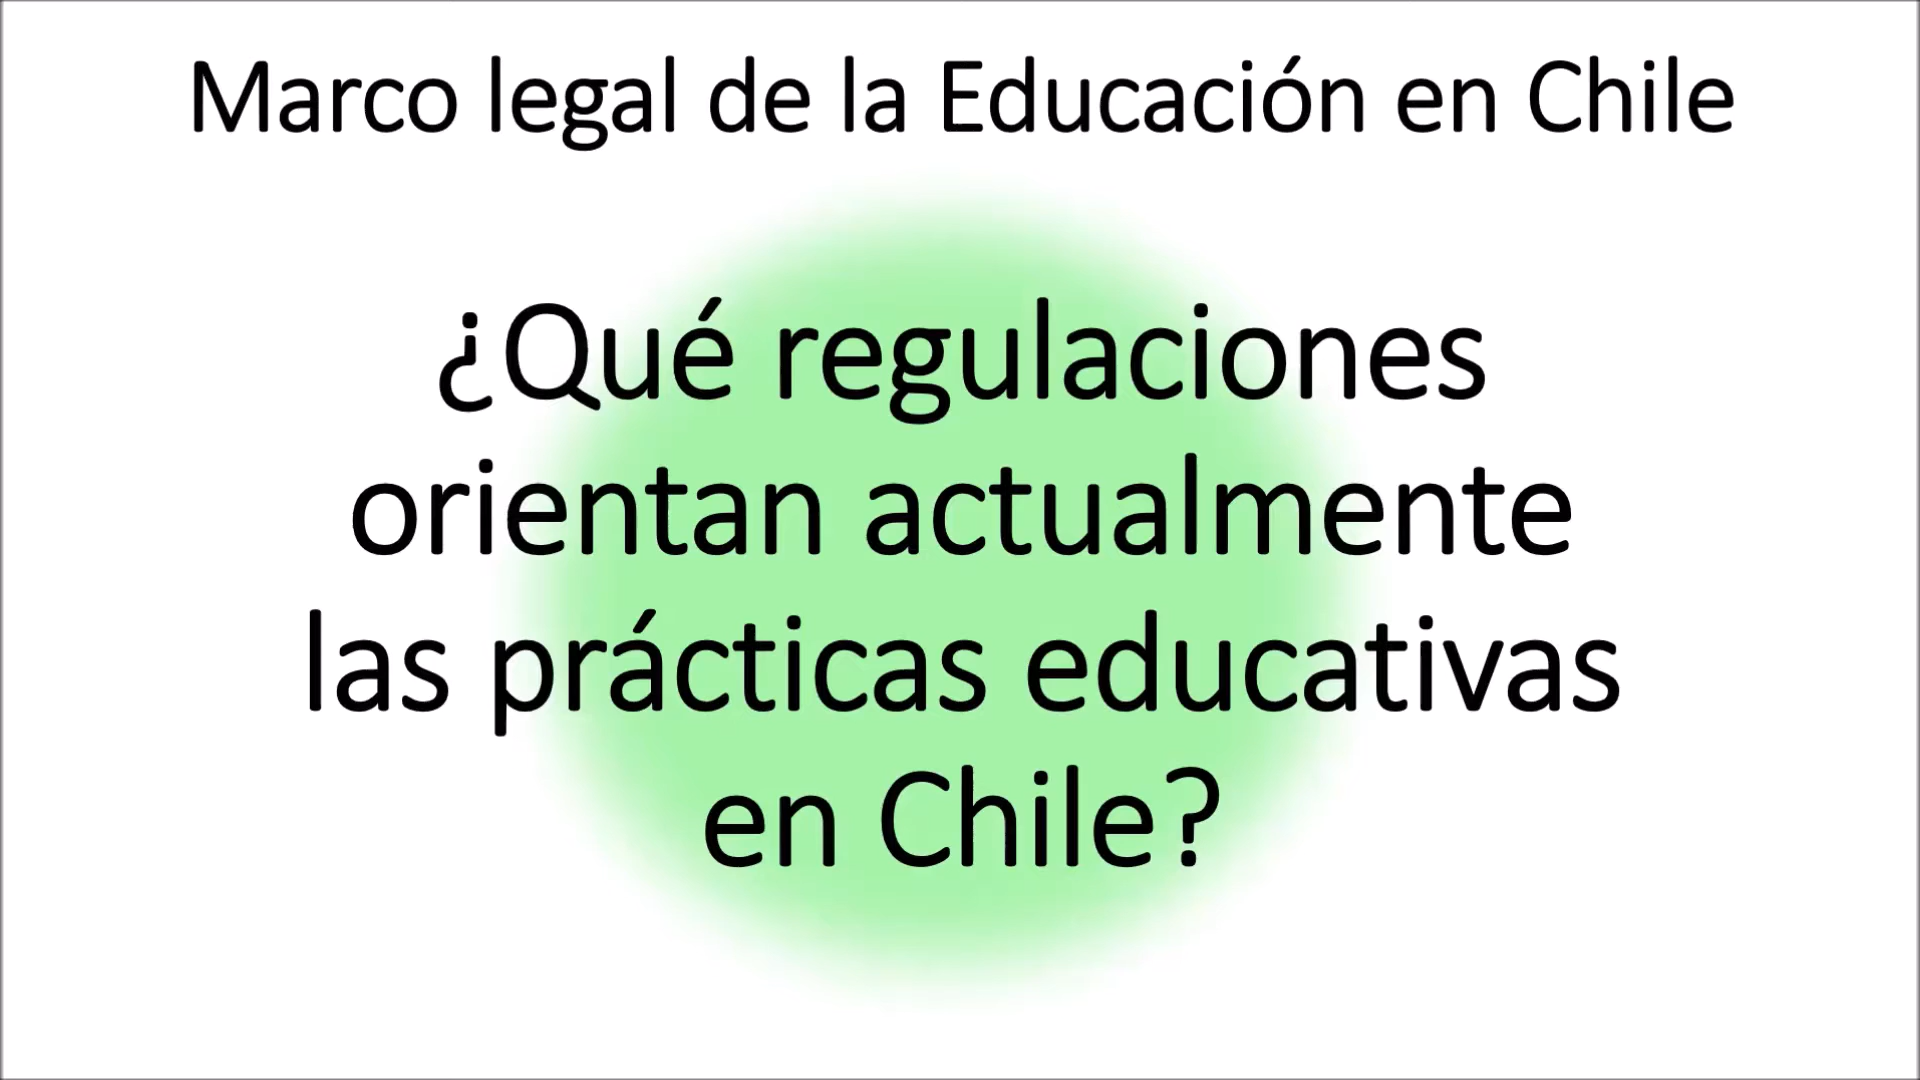 Marco legal de la Educación en Chile
¿Qué regulaciones
orientan actualmente
las prácticas educativas
en Chile?